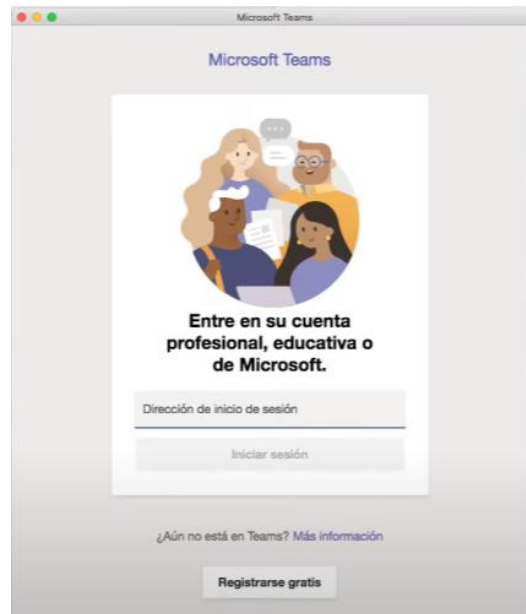 Microsoft Teams
Microsoft Teams
Entre en su cuenta
profesional, educativa o
de Microsoft.
Dirección de inicio de sesión
Iniciar sesión
¿Aún no está en Teams? Más información
Registrarse gratis